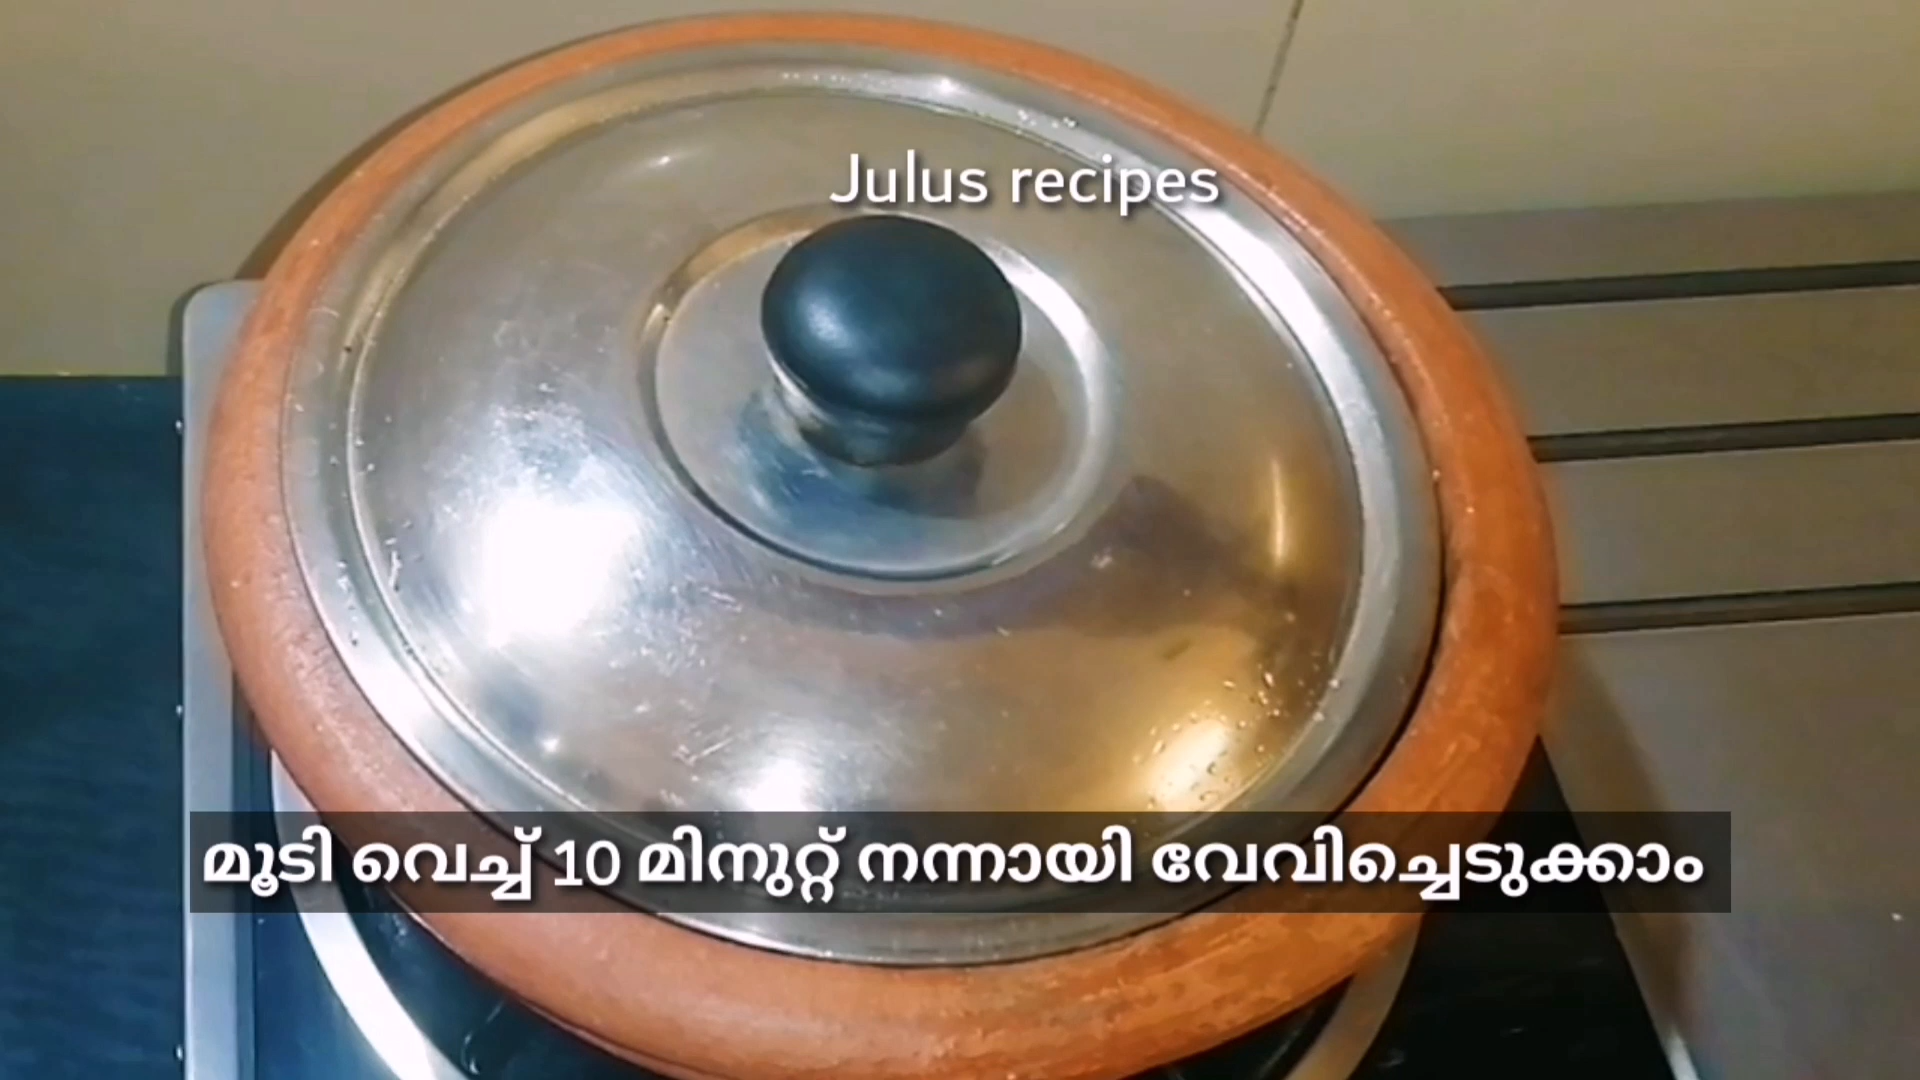 Julus recipes
മൂടി വെച്ച് 10 മിനുറ്റ് നന്നായി വേവിച്ചെടുക്കാം